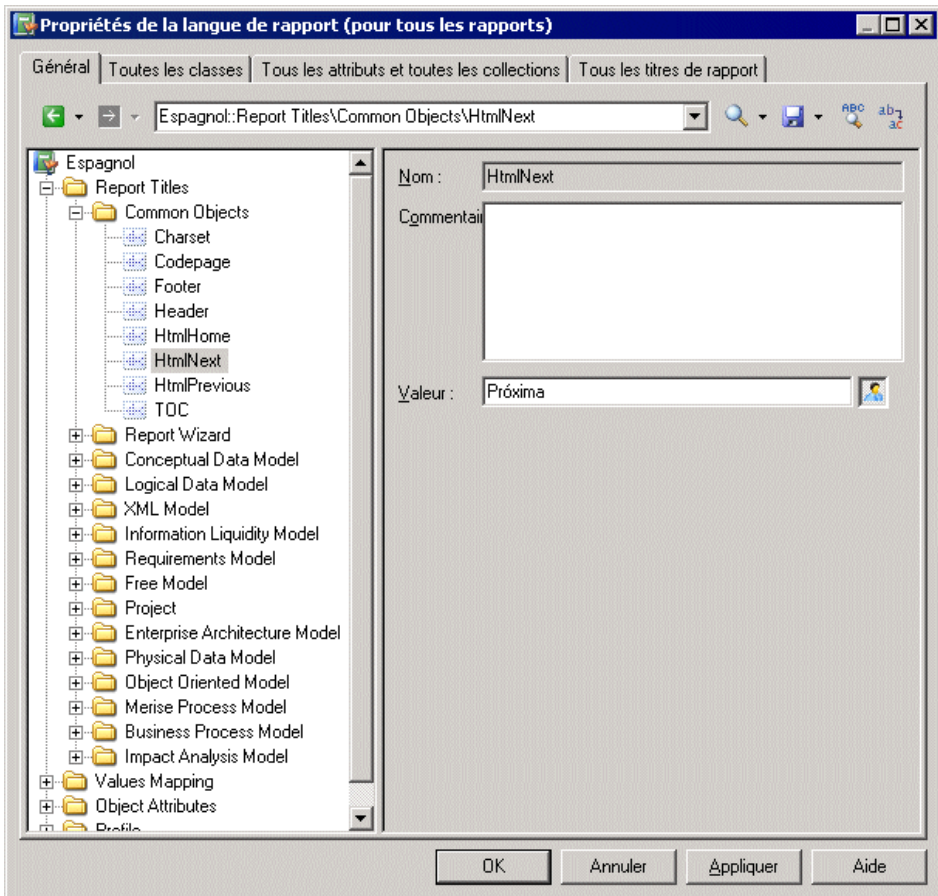 Propriétés de la langue de rapport (pour tous les rapports)
Général Toutes les classes Tous les attributs et toutes les collections Tous les titres de rapport
Espagnol::Report Titles\Common Objects\HtmlNext
Espagnol
Report Titles
Common Objects
Charset
Codepage
Footer
Header
HtmlHome
HtmlNext
HtmlPrevious
TOC
Report Wizard
Conceptual Data Model
Logical Data Model
XML Model
Information Liquidity Model
Requirements Model
Free Model
Project
Enterprise Architecture Model
Physical Data Model
Object Oriented Model
Merise Process Model
Business Process Model
Impact Analysis Model
Values Mapping
Object Attributes
Profile
Nom : HtmlNext
Commentai
Valeur : Próxima
OK Annuler Appliquer Aide